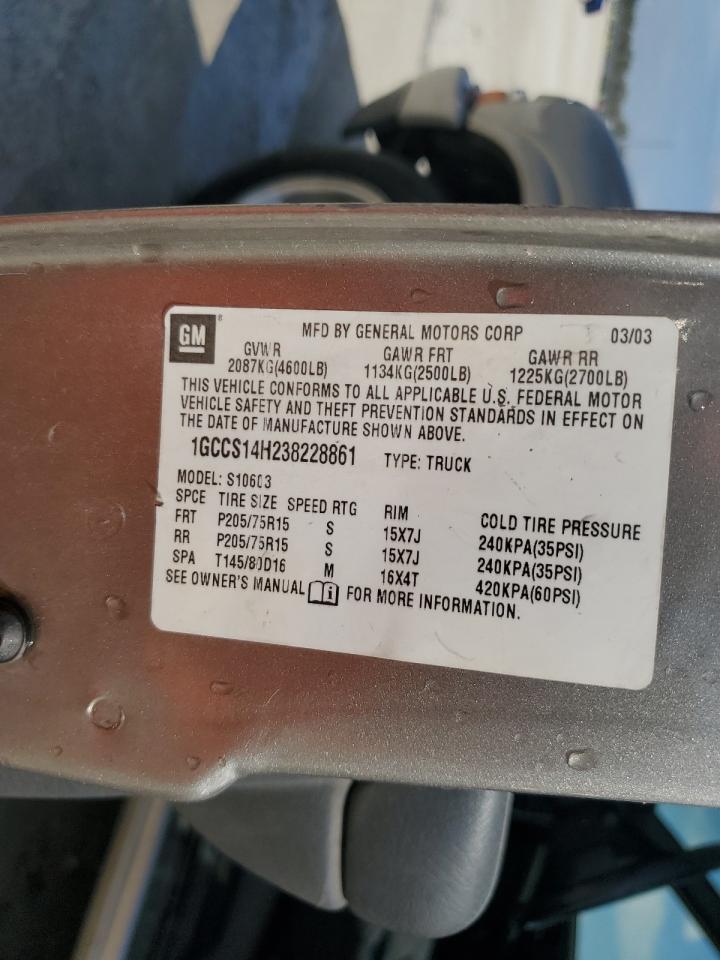 GM ® MFD BY GENERAL MOTORS CORP 03/03
GVWR GAWR FRT GAWR RR
2087KG(4600LB) 1134KG(2500LB) 1225KG(2700LB)
THIS VEHICLE CONFORMS TO ALL APPLICABLE U.S. FEDERAL MOTOR
VEHICLE SAFETY AND THEFT PREVENTION STANDARDS IN EFFECT ON
THE DATE OF MANUFACTURE SHOWN ABOVE.
1GCCS14H238228861 TYPE: TRUCK
MODEL: S10603
SPCE TIRE SIZE SPEED RTG RIM COLD TIRE PRESSURE
FRT P205/75R15 S 15X7J 240KPA(35PSI)
RR P205/75R15 S 15X7J 240KPA(35PSI)
SPA T145/80D16 M 16X4T 420KPA(60PSI)
SEE OWNER'S MANUAL i FOR MORE INFORMATION.